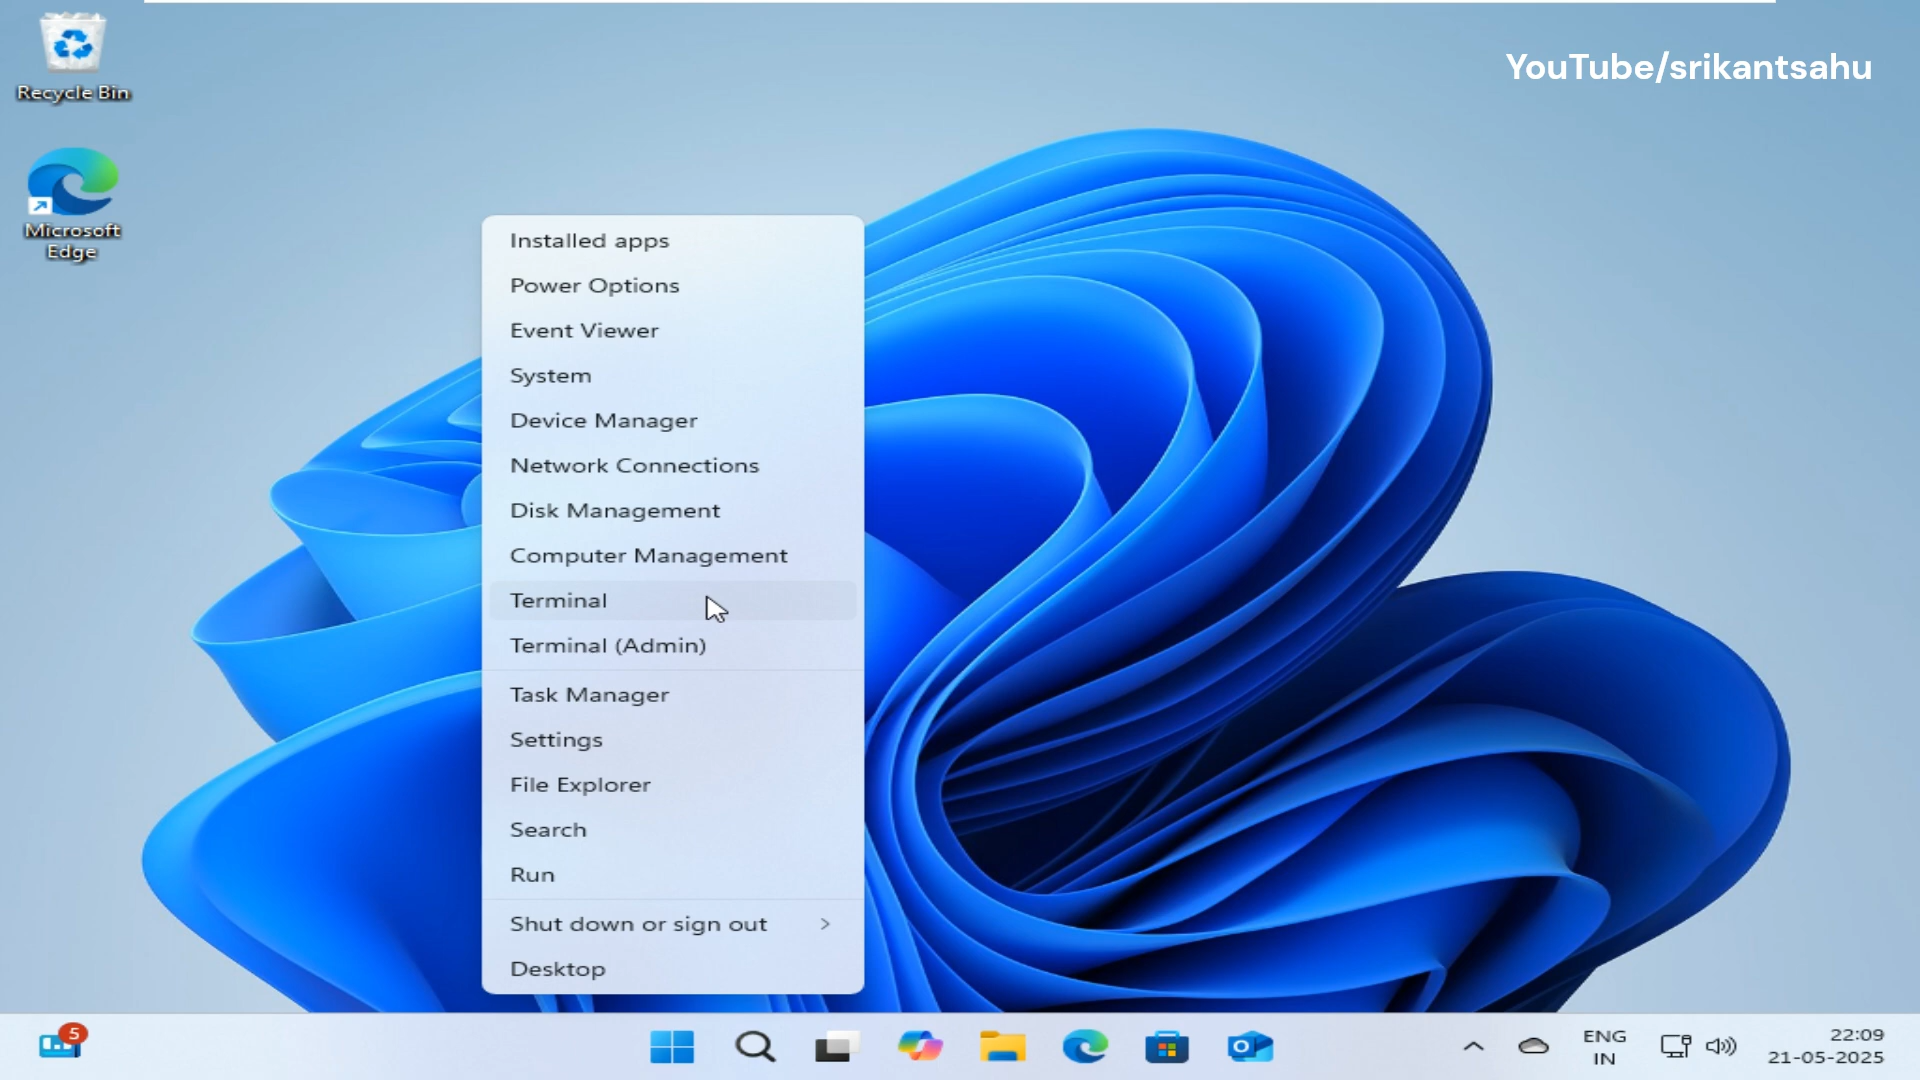 Recycle Bin
Microsoft
Edge
YouTube/srikantsahu
Installed apps
Power Options
Event Viewer
System
Device Manager
Network Connections
Disk Management
Computer Management
Terminal
Terminal (Admin)
Task Manager
Settings
File Explorer
Search
Run
Shut down or sign out
Desktop
5
ENG
IN
22:09
21-05-2025